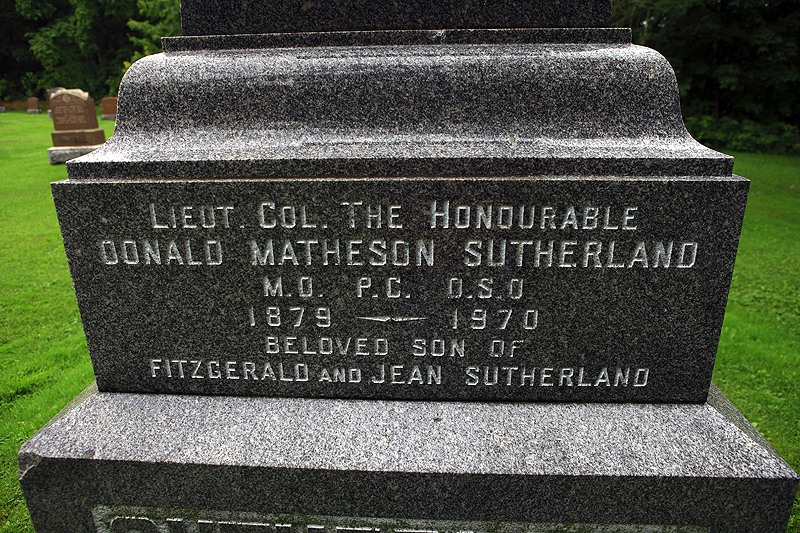 LIEUT. COL. THE HONOURABLE
DONALD MATHESON SUTHERLAND
M.D. P.C. D.S.O
1879 — 1970
BELOVED SON OF
FITZGERALD AND JEAN SUTHERLAND